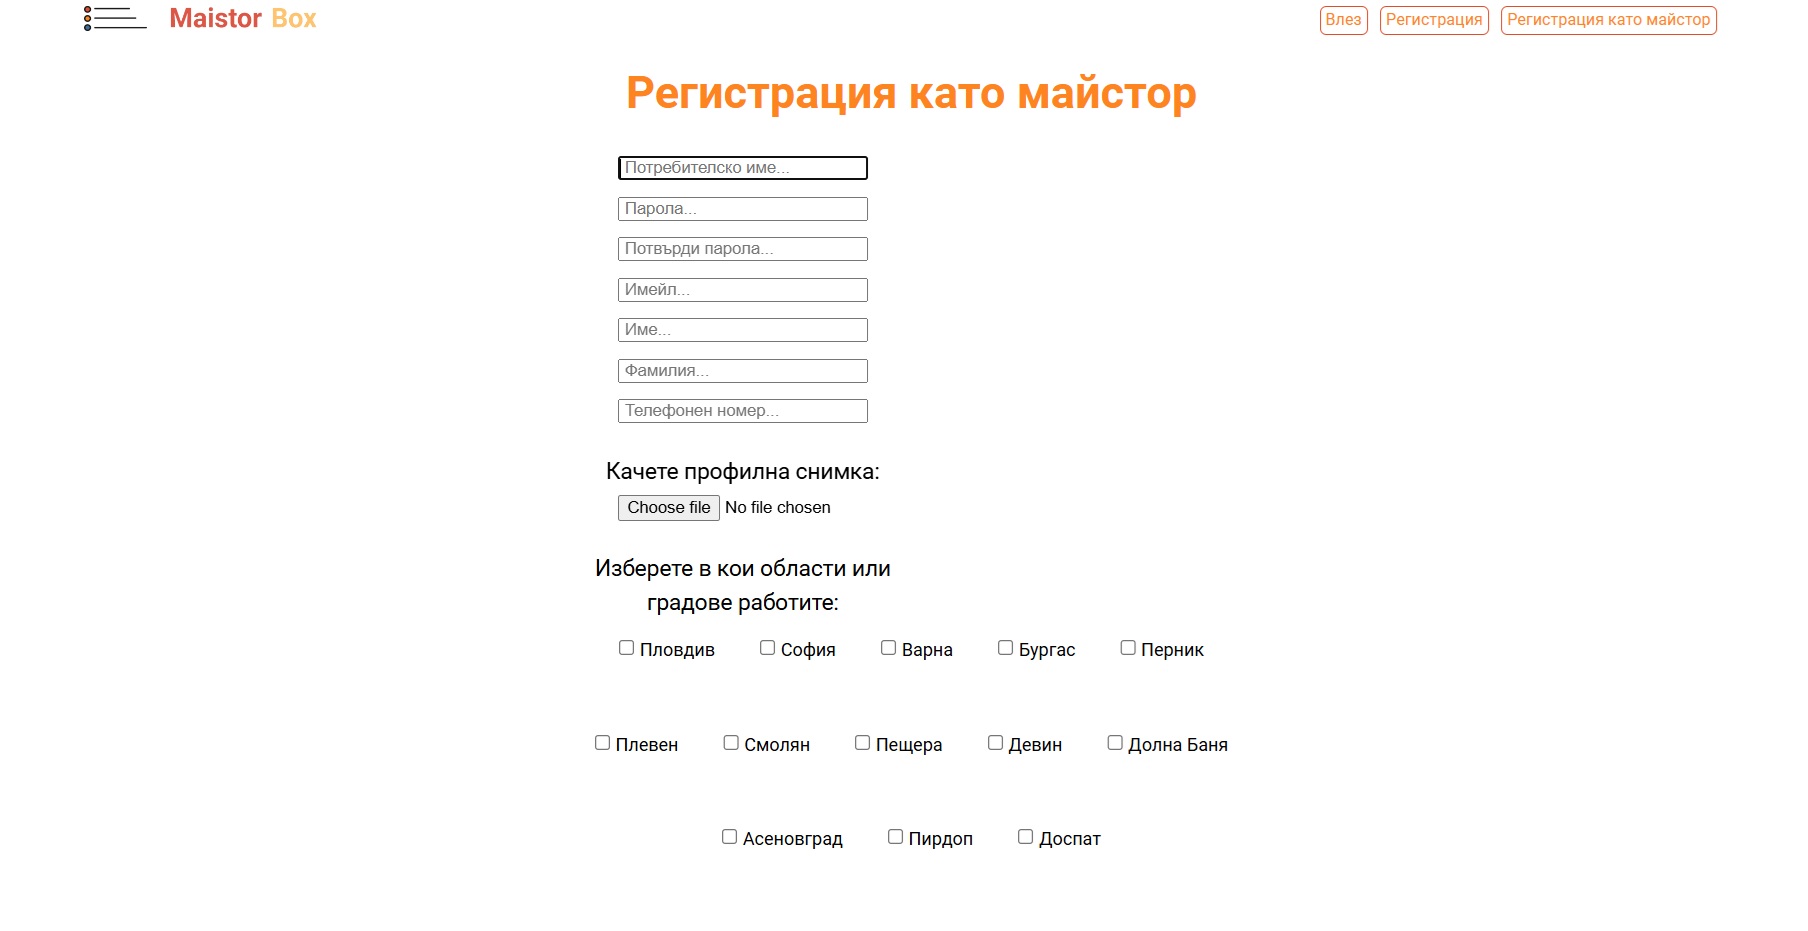 Maistor Box
Влез Регистрация Регистрация като майстор
Регистрация като майстор
Потребителско име...
Парола...
Потвърди парола...
Имейл...
Име...
Фамилия...
Телефонен номер...
Качете профилна снимка:
Choose file No file chosen
Изберете в кои области или
градове работите:
Пловдив София Варна Бургас Перник
Плевен Смолян Пещера Девин Долна Баня
Асеновград Пирдоп Доспат